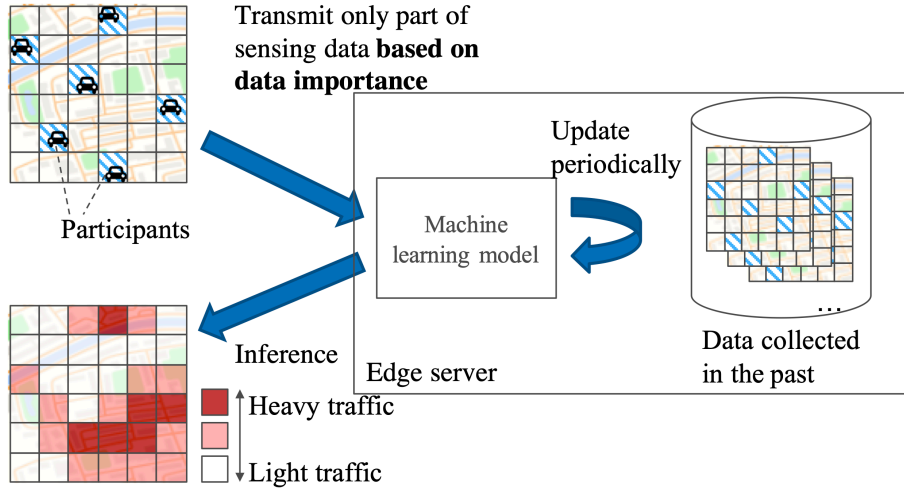 Transmit only part of
sensing data based on
data importance
Participants
Update
periodically
Machine
learning model
...
Data collected
in the past
Edge server
Inference
Heavy traffic
Light traffic